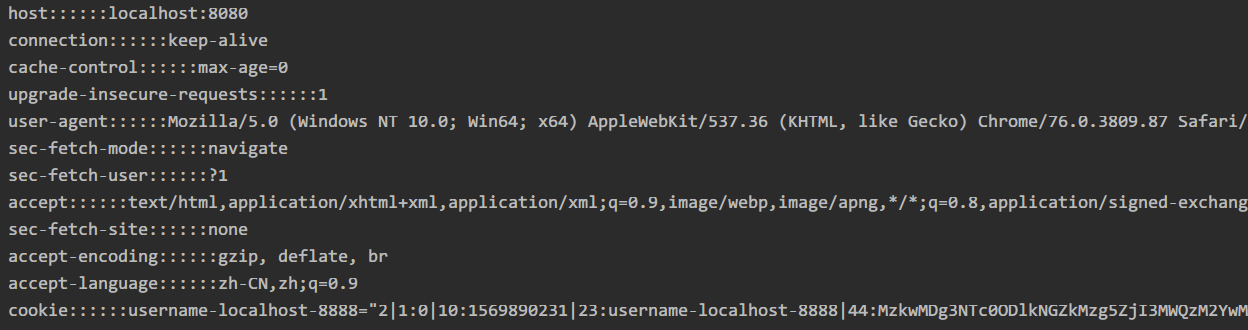 host::::::localhost:8080
connection::::::keep-alive
cache-control::::::max-age=0
upgrade-insecure-requests::::::1
user-agent::::::Mozilla/5.0 (Windows NT 10.0; Win64; x64) AppleWebKit/537.36 (KHTML, like Gecko) Chrome/76.0.3809.87 Safari/
sec-fetch-mode::::::navigate
sec-fetch-user::::::?1
accept::::::text/html,application/xhtml+xml,application/xml;q=0.9,image/webp,image/apng,*/*;q=0.8,application/signed-exchang
sec-fetch-site::::::none
accept-encoding::::::gzip, deflate, br
accept-language::::::zh-CN,zh;q=0.9
cookie::::::username-localhost-8888="2|1:0|10:1569890231|23:username-localhost-8888|44:MzkwMDg3NTc0ODlkNGZkMzg5ZjI3MWQzM2YwM